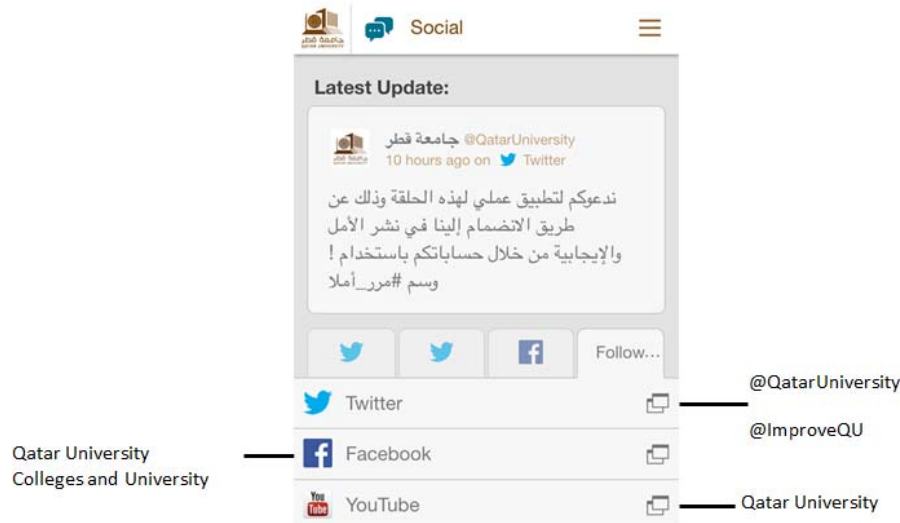 جامعة قطر
QATAR UNIVERSITY
Social
Latest Update:
جامعة قطر @QatarUniversity
10 hours ago on Twitter
ندعوكم لتطبيق عملي لهذه الحلقة وذلك عن
طريق الانضمام إلينا في نشر الأمل
والإيجابية من خلال حساباتكم باستخدام !
وسم #مرر_أملا
Follow...
Twitter
@QatarUniversity
@ImproveQU
Qatar University
Colleges and University
Facebook
You Tube YouTube
Qatar University